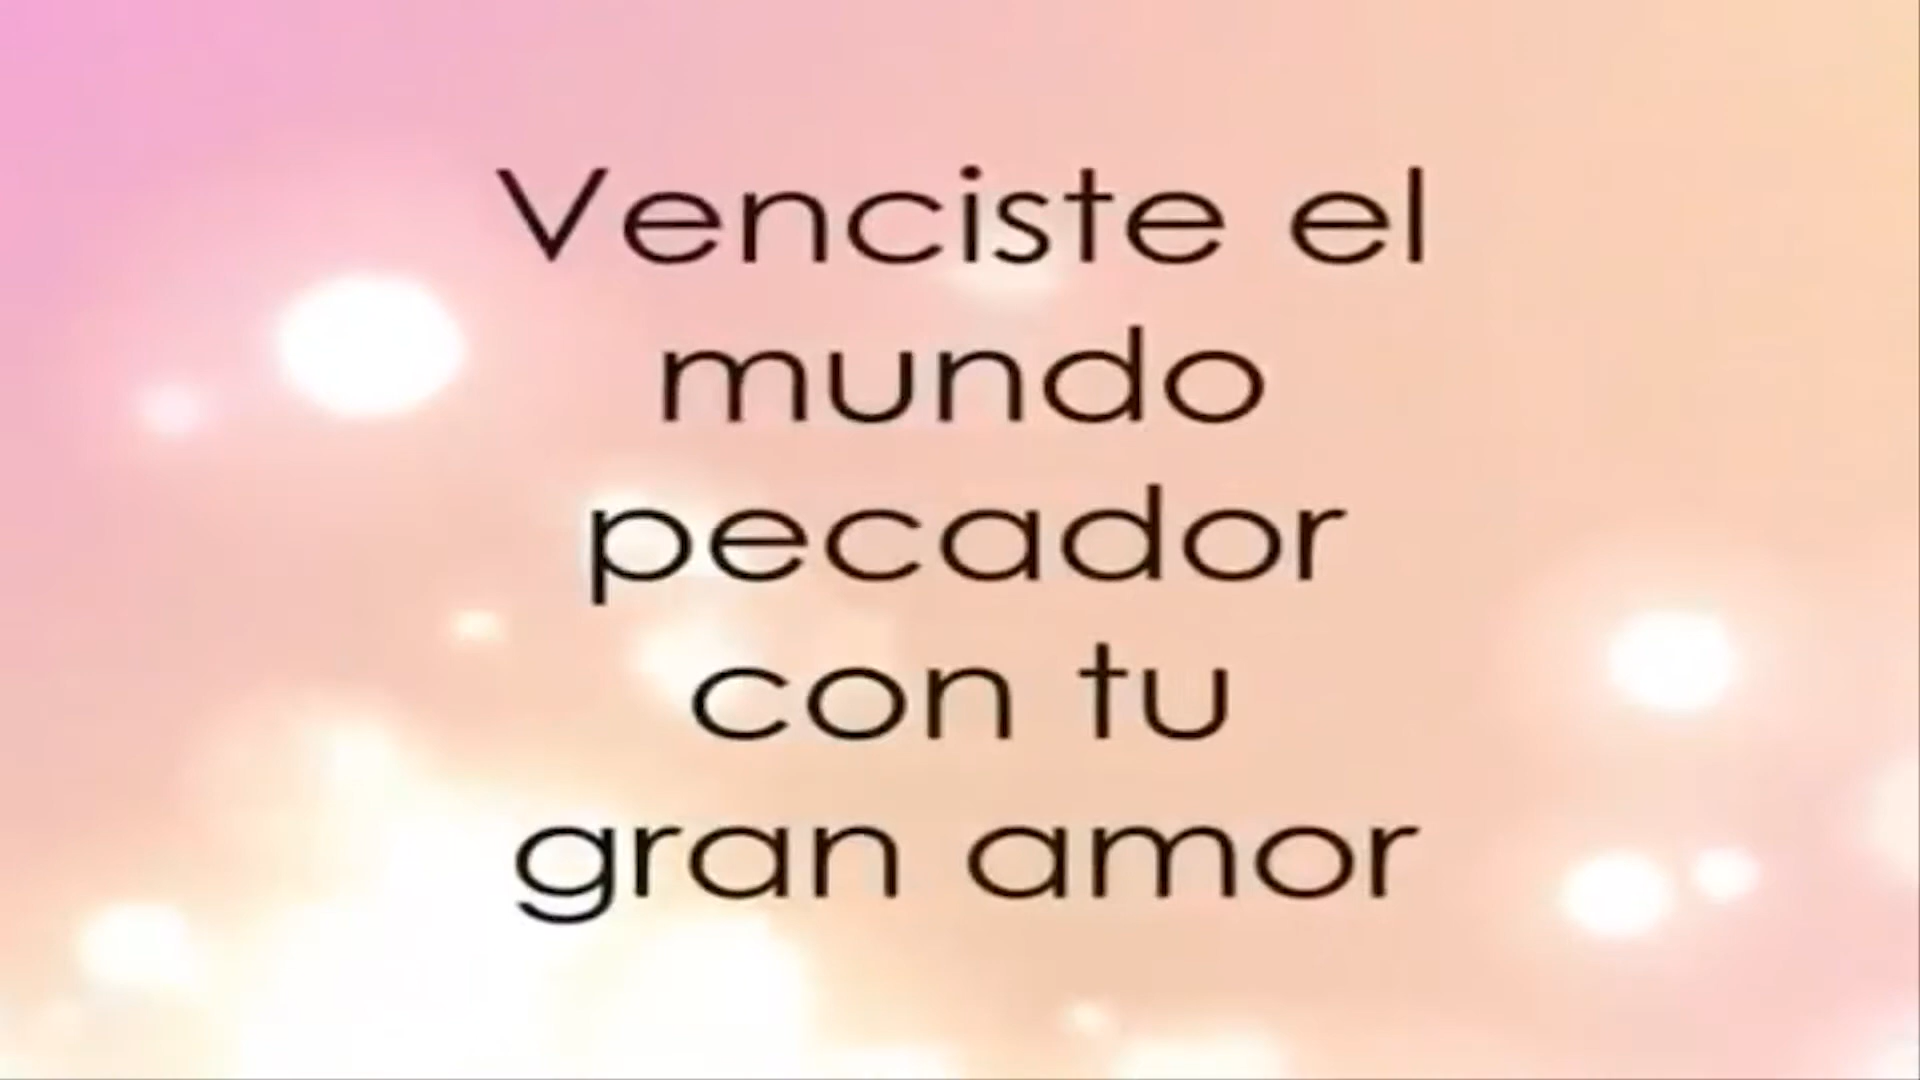 Venciste el
mundo
pecador
con tu
gran amor